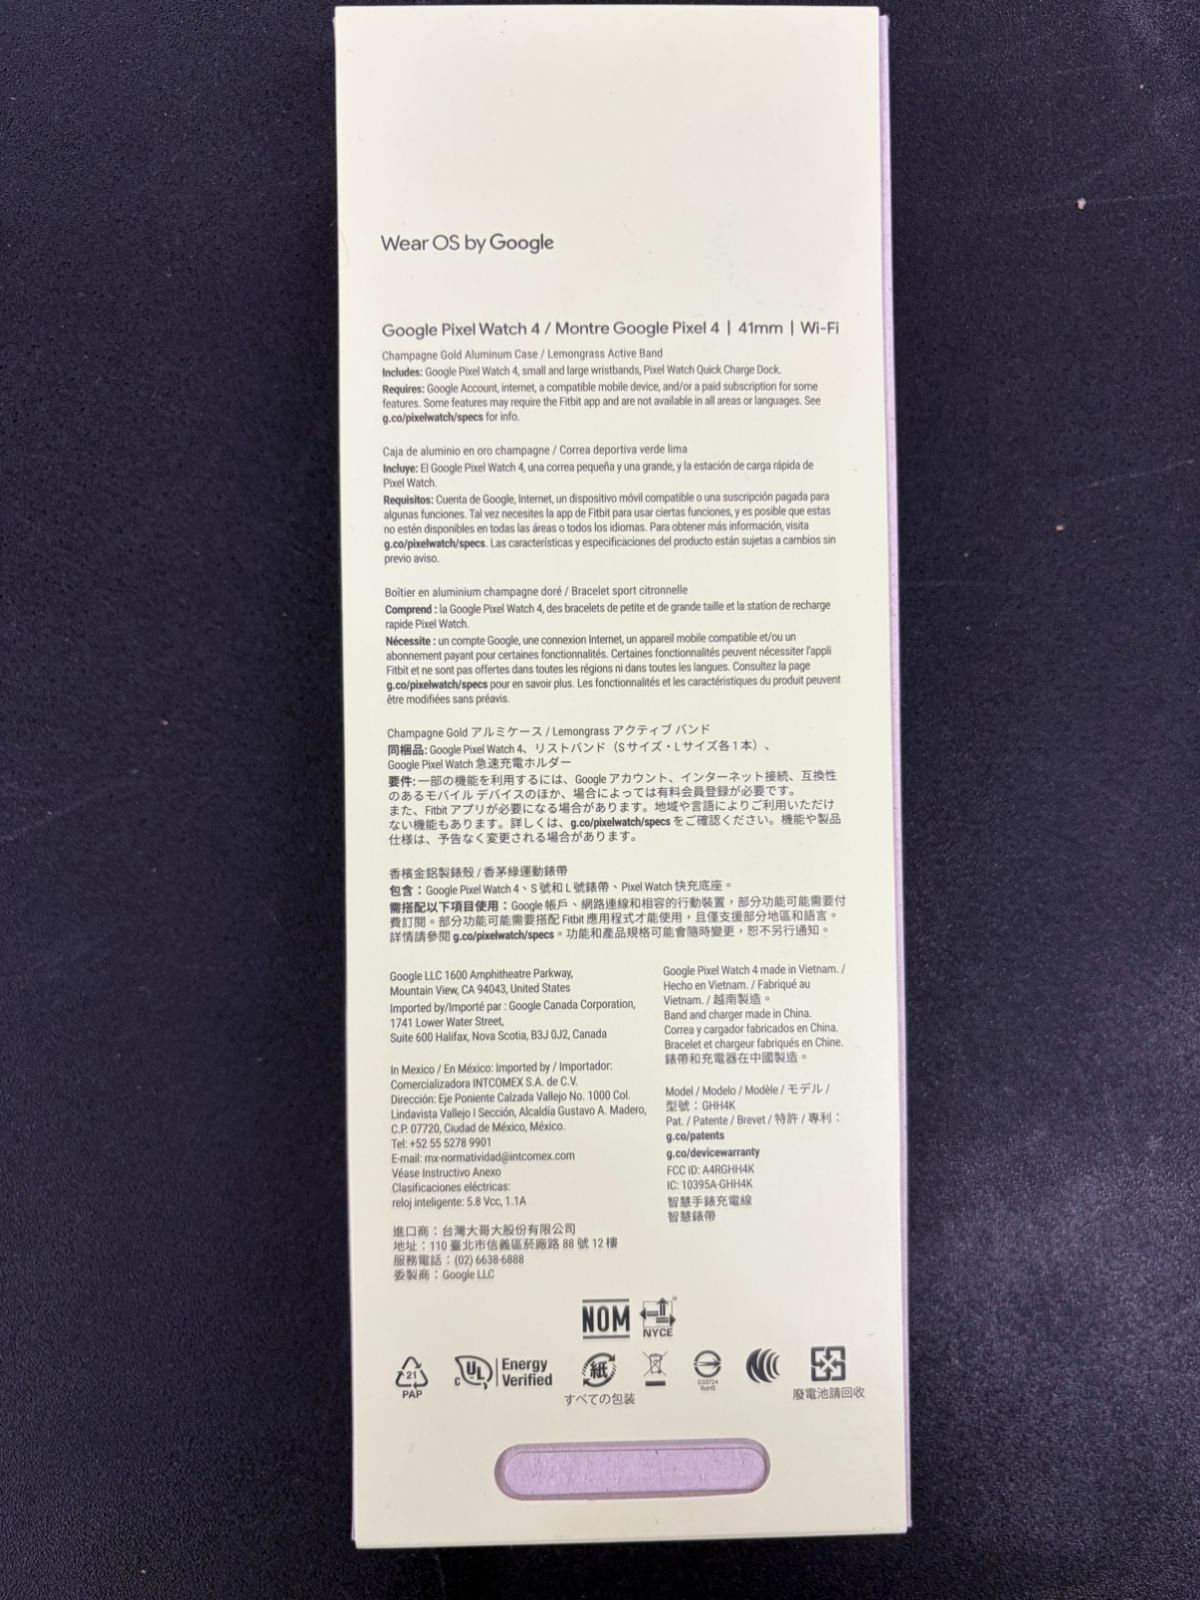 Wear OS by Google
Google Pixel Watch 4 / Montre Google Pixel 4 | 41mm | Wi-Fi
Champagne Gold Aluminum Case / Lemongrass Active Band
Includes: Google Pixel Watch 4, small and large wristbands, Pixel Watch Quick Charge Dock.
Requires: Google Account, internet, a compatible mobile device, and/or a paid subscription for some
features. Some features may require the Fitbit app and are not available in all areas or languages. See
g.co/pixelwatch/specs for info.
Caja de aluminio en oro champagne / Correa deportiva verde lima
Incluye: El Google Pixel Watch 4, una correa pequeña y una grande, y la estación de carga rápida de
Pixel Watch.
Requisitos: Cuenta de Google, Internet, un dispositivo móvil compatible o una suscripción pagada para
algunas funciones. Tal vez necesites la app de Fitbit para usar ciertas funciones, y es posible que estas
no estén disponibles en todas las áreas o todos los idiomas. Para obtener más información, visita
g.co/pixelwatch/specs. Las características y especificaciones del producto están sujetas a cambios sin
previo aviso.
Boîtier en aluminium champagne doré / Bracelet sport citronnelle
Comprend : la Google Pixel Watch 4, des bracelets de petite et de grande taille et la station de recharge
rapide Pixel Watch.
Nécessite : un compte Google, une connexion Internet, un appareil mobile compatible et/ou un
abonnement payant pour certaines fonctionnalités. Certaines fonctionnalités peuvent nécessiter l'appli
Fitbit et ne sont pas offertes dans toutes les régions ni dans toutes les langues. Consultez la page
g.co/pixelwatch/specs pour en savoir plus. Les fonctionnalités et les caractéristiques du produit peuvent
être modifiées sans préavis.
Champagne Gold アルミケース / Lemongrass アクティブ バンド
同梱品: Google Pixel Watch 4、リストバンド（S サイズ・L サイズ各 1 本）、
Google Pixel Watch 急速充電ホルダー
要件: 一部の機能を利用するには、Google アカウント、インターネット接続、互換性
のあるモバイル デバイスのほか、場合によっては有料会員登録が必要です。
また、Fitbit アプリが必要になる場合があります。地域や言語によりご利用いただけ
ない機能もあります。詳しくは、g.co/pixelwatch/specs をご確認ください。機能や製品
仕様は、予告なく変更される場合があります。
香檳金鋁製錶殼 / 香茅綠運動錶帶
包含：Google Pixel Watch 4、S 號和 L 號錶帶、Pixel Watch 快充底座。
需搭配以下項目使用：Google 帳戶、網路連線和相容的行動裝置，部分功能可能需要付
費訂閱。部分功能可能需要搭配 Fitbit 應用程式才能使用，且僅支援部分地區和語言。
詳情請參閱 g.co/pixelwatch/specs。功能和產品規格可能會隨時變更，恕不另行通知。
Google LLC 1600 Amphitheatre Parkway,
Mountain View, CA 94043, United States
Imported by/Importé par : Google Canada Corporation,
1741 Lower Water Street,
Suite 600 Halifax, Nova Scotia, B3J 0J2, Canada
In Mexico / En México: Imported by / Importador:
Comercializadora INTCOMEX S.A. de C.V.
Dirección: Eje Poniente Calzada Vallejo No. 1000 Col.
Lindavista Vallejo I Sección, Alcaldía Gustavo A. Madero,
C.P. 07720, Ciudad de México, México.
Tel: +52 55 5278 9901
E-mail: mx-normatividad@intcomex.com
Véase Instructivo Anexo
Clasificaciones eléctricas:
reloj inteligente: 5.8 Vcc, 1.1A
進口商：台灣大哥大股份有限公司
地址：110 臺北市信義區菸廠路 88 號 12 樓
服務電話：(02) 6638-6888
委製商：Google LLC
Google Pixel Watch 4 made in Vietnam. /
Hecho en Vietnam. / Fabriqué au
Vietnam. / 越南製造。
Band and charger made in China.
Correa y cargador fabricados en China.
Bracelet et chargeur fabriqués en Chine.
錶帶和充電器在中國製造。
Model / Modelo / Modèle / モデル /
型號：GHH4K
Pat. / Patente / Brevet / 特許 / 專利：
g.co/patents
g.co/devicewarranty
FCC ID: A4RGHH4K
IC: 10395A-GHH4K
智慧手錶充電線
智慧錶帶
NOM
NYCE
21
PAP
c UL
Energy
Verified
紙
すべての包装
D33724
RoHS
廢電池請回收